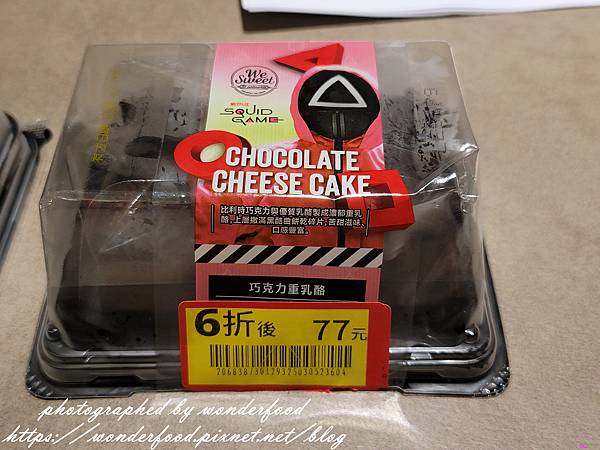 We
Sweet
NETFLIX
SQUID
GAME
CHOCOLATE
CHEESE CAKE
比利時巧克力與優質乳酪製成濃郁重乳
酪,上層撒滿黑酷曲餅乾碎片,苦甜滋味、
口感豐富。
巧克力重乳酪
6折後 77元
photographed by wonderfood
https://wonderfood.pixnet.net/blog